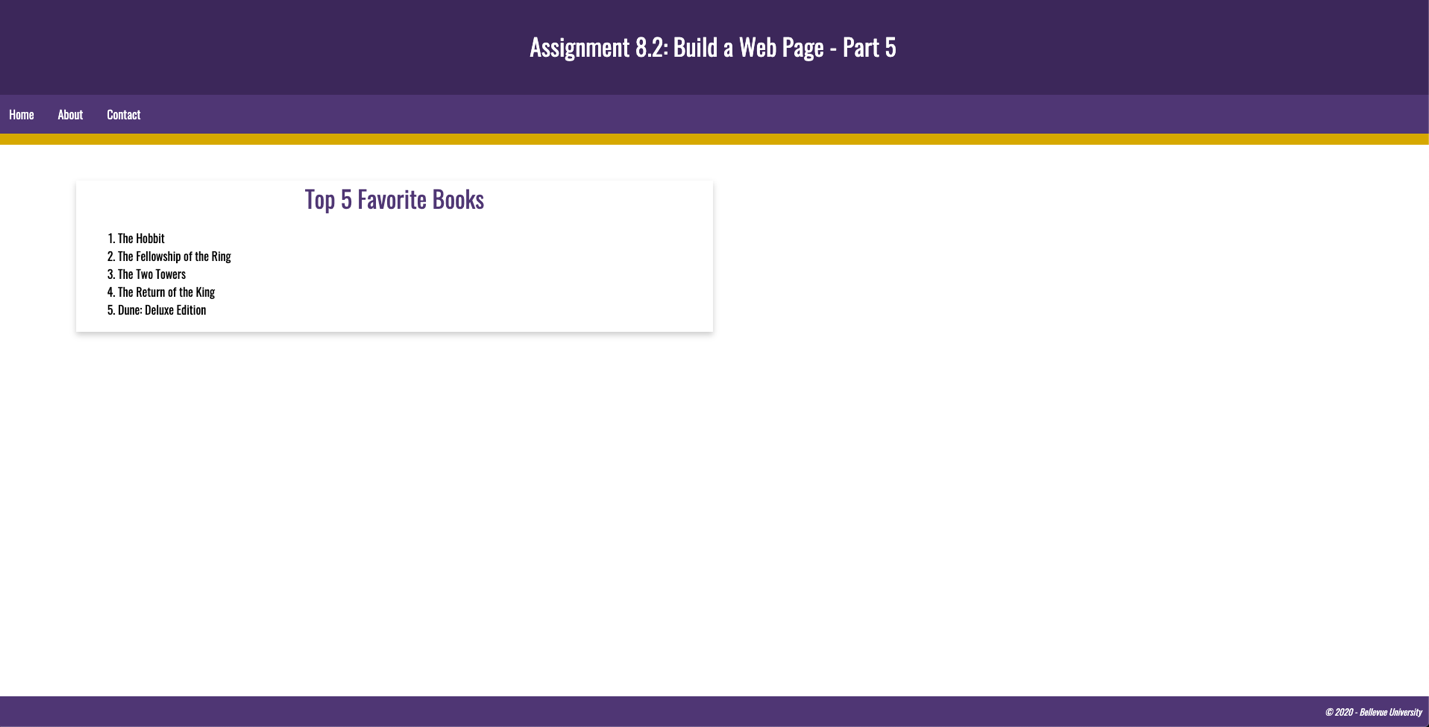 Assignment 8.2: Build a Web Page - Part 5
Home About Contact
Top 5 Favorite Books
1. The Hobbit
2. The Fellowship of the Ring
3. The Two Towers
4. The Return of the King
5. Dune: Deluxe Edition
© 2020 - Bellevue University